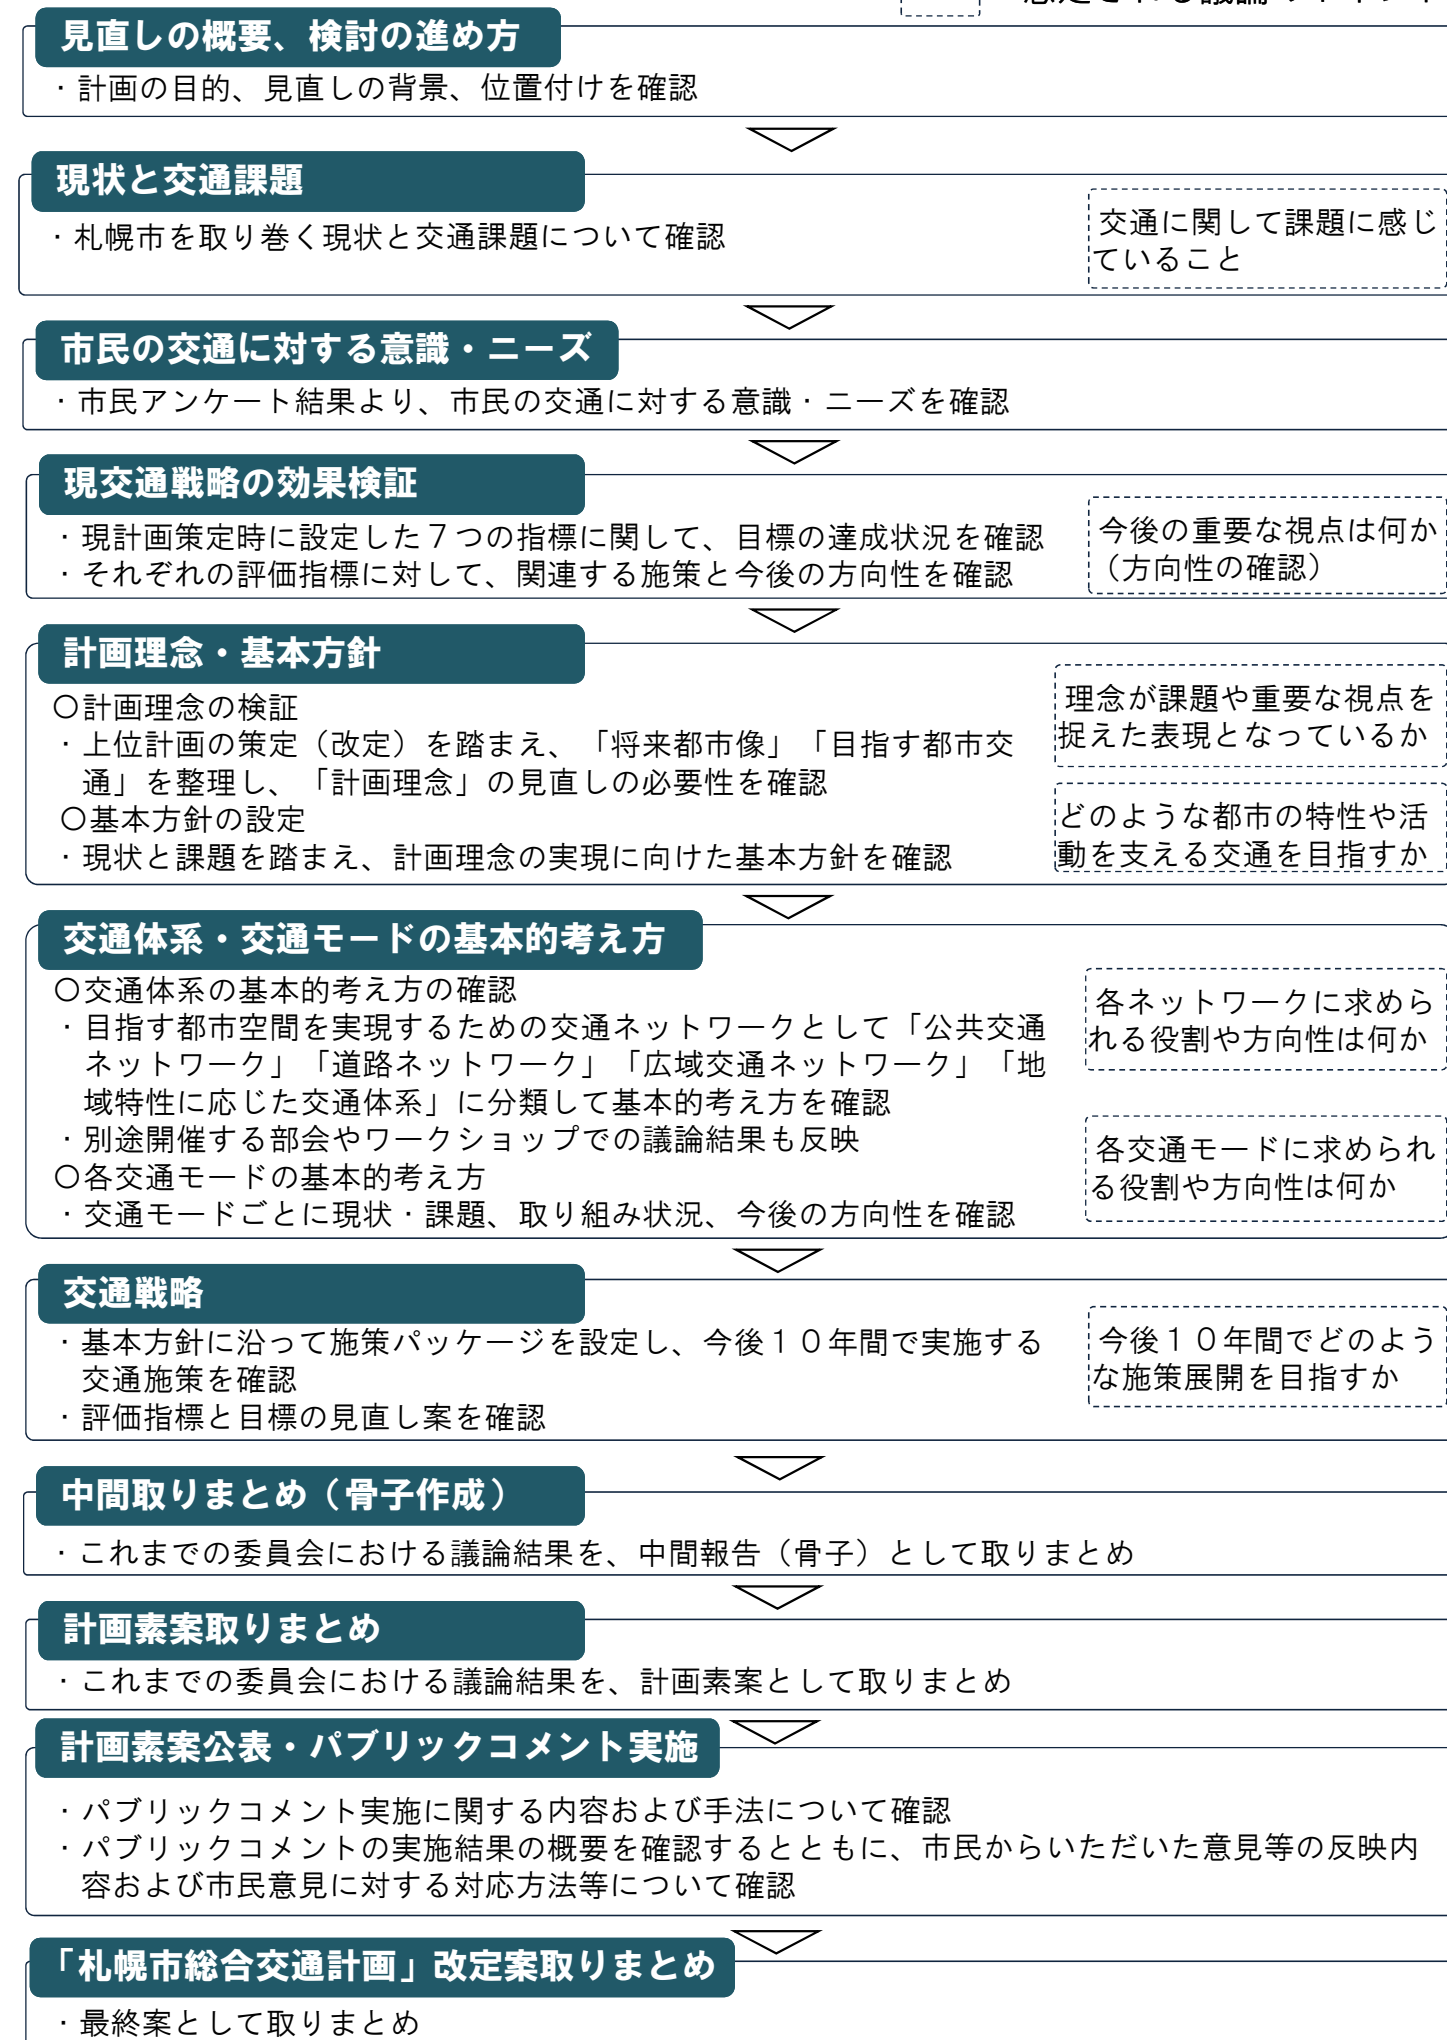 見直しの概要、検討の進め方
・計画の目的、見直しの背景、位置付けを確認
現状と交通課題
・札幌市を取り巻く現状と交通課題について確認
交通に関して課題に感じ
ていること
市民の交通に対する意識・ニーズ
・市民アンケート結果より、市民の交通に対する意識・ニーズを確認
現交通戦略の効果検証
・現計画策定時に設定した７つの指標に関して、目標の達成状況を確認
・それぞれの評価指標に対して、関連する施策と今後の方向性を確認
今後の重要な視点は何か
（方向性の確認）
計画理念・基本方針
〇計画理念の検証
・上位計画の策定（改定）を踏まえ、「将来都市像」「目指す都市交
通」を整理し、「計画理念」の見直しの必要性を確認
〇基本方針の設定
・現状と課題を踏まえ、計画理念の実現に向けた基本方針を確認
理念が課題や重要な視点を
捉えた表現となっているか
どのような都市の特性や活
動を支える交通を目指すか
交通体系・交通モードの基本的考え方
〇交通体系の基本的考え方の確認
・目指す都市空間を実現するための交通ネットワークとして「公共交通
ネットワーク」「道路ネットワーク」「広域交通ネットワーク」「地
域特性に応じた交通体系」に分類して基本的考え方を確認
・別途開催する部会やワークショップでの議論結果も反映
〇各交通モードの基本的考え方
・交通モードごとに現状・課題、取り組み状況、今後の方向性を確認
各ネットワークに求めら
れる役割や方向性は何か
各交通モードに求められ
る役割や方向性は何か
交通戦略
・基本方針に沿って施策パッケージを設定し、今後１０年間で実施する
交通施策を確認
・評価指標と目標の見直し案を確認
今後１０年間でどのよう
な施策展開を目指すか
中間取りまとめ（骨子作成）
・これまでの委員会における議論結果を、中間報告（骨子）として取りまとめ
計画素案取りまとめ
・これまでの委員会における議論結果を、計画素案として取りまとめ
計画素案公表・パブリックコメント実施
・パブリックコメント実施に関する内容および手法について確認
・パブリックコメントの実施結果の概要を確認するとともに、市民からいただいた意見等の反映内
容および市民意見に対する対応方法等について確認
「札幌市総合交通計画」改定案取りまとめ
・最終案として取りまとめ